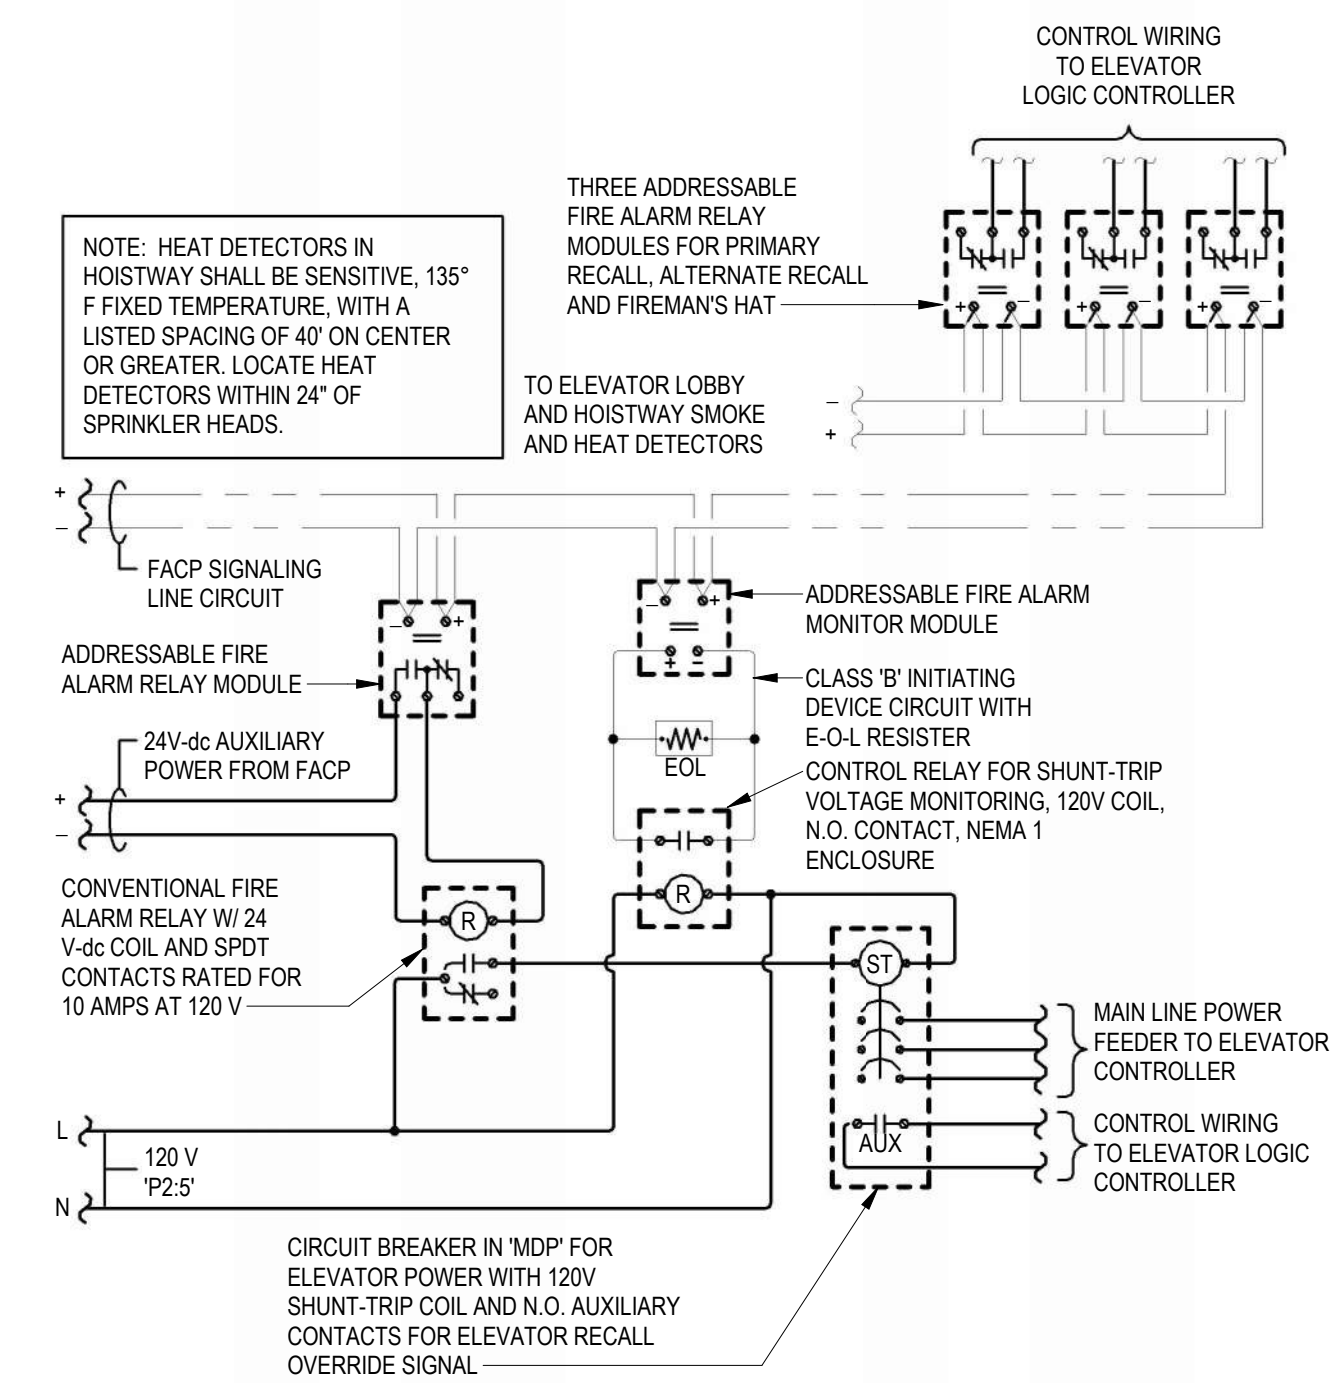 CONTROL WIRING
TO ELEVATOR
LOGIC CONTROLLER
THREE ADDRESSABLE
FIRE ALARM RELAY
MODULES FOR PRIMARY
RECALL, ALTERNATE RECALL
AND FIREMAN'S HAT
+ –
+ –
+ –
NOTE: HEAT DETECTORS IN
HOISTWAY SHALL BE SENSITIVE, 135°
F FIXED TEMPERATURE, WITH A
LISTED SPACING OF 40' ON CENTER
OR GREATER. LOCATE HEAT
DETECTORS WITHIN 24" OF
SPRINKLER HEADS.
TO ELEVATOR LOBBY
AND HOISTWAY SMOKE
AND HEAT DETECTORS
–
+
+
–
FACP SIGNALING
LINE CIRCUIT
– +
– +
+ –
ADDRESSABLE FIRE ALARM
MONITOR MODULE
ADDRESSABLE FIRE
ALARM RELAY MODULE
CLASS 'B' INITIATING
DEVICE CIRCUIT WITH
E-O-L RESISTER
EOL
24V-dc AUXILIARY
POWER FROM FACP
+
–
CONTROL RELAY FOR SHUNT-TRIP
VOLTAGE MONITORING, 120V COIL,
N.O. CONTACT, NEMA 1
ENCLOSURE
CONVENTIONAL FIRE
ALARM RELAY W/ 24
V-dc COIL AND SPDT
CONTACTS RATED FOR
10 AMPS AT 120 V
R
R
ST
MAIN LINE POWER
FEEDER TO ELEVATOR
CONTROLLER
AUX
CONTROL WIRING
TO ELEVATOR LOGIC
CONTROLLER
L
120 V
'P2:5'
N
CIRCUIT BREAKER IN 'MDP' FOR
ELEVATOR POWER WITH 120V
SHUNT-TRIP COIL AND N.O. AUXILIARY
CONTACTS FOR ELEVATOR RECALL
OVERRIDE SIGNAL